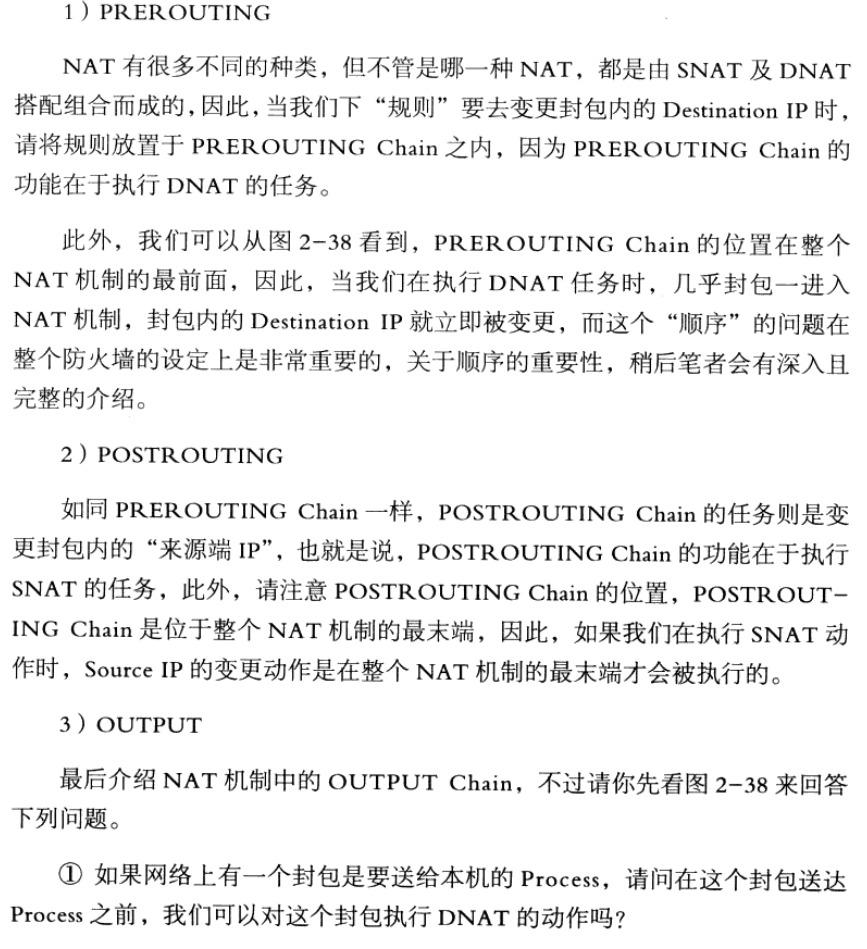 1）PREROUTING
NAT 有很多不同的种类，但不管是哪一种 NAT，都是由 SNAT 及 DNAT
搭配组合而成的，因此，当我们下“规则”要去变更封包内的 Destination IP 时，
请将规则放置于 PREROUTING Chain 之内，因为 PREROUTING Chain 的
功能在于执行 DNAT 的任务。
此外，我们可以从图 2-38 看到，PREROUTING Chain 的位置在整个
NAT 机制的最前面，因此，当我们在执行 DNAT 任务时，几乎封包一进入
NAT 机制，封包内的 Destination IP 就立即被变更，而这个“顺序”的问题在
整个防火墙的设定上是非常重要的，关于顺序的重要性，稍后笔者会有深入且
完整的介绍。
2）POSTROUTING
如同 PREROUTING Chain 一样，POSTROUTING Chain 的任务则是变
更封包内的“来源端 IP”，也就是说，POSTROUTING Chain 的功能在于执行
SNAT 的任务，此外，请注意 POSTROUTING Chain 的位置，POSTROUT-
ING Chain 是位于整个 NAT 机制的最末端，因此，如果我们在执行 SNAT 动
作时，Source IP 的变更动作是在整个 NAT 机制的最末端才会被执行的。
3）OUTPUT
最后介绍 NAT 机制中的 OUTPUT Chain，不过请你先看图 2-38 来回答
下列问题。
① 如果网络上有一个封包是要送给本机的 Process，请问在这个封包送达
Process 之前，我们可以对这个封包执行 DNAT 的动作吗？